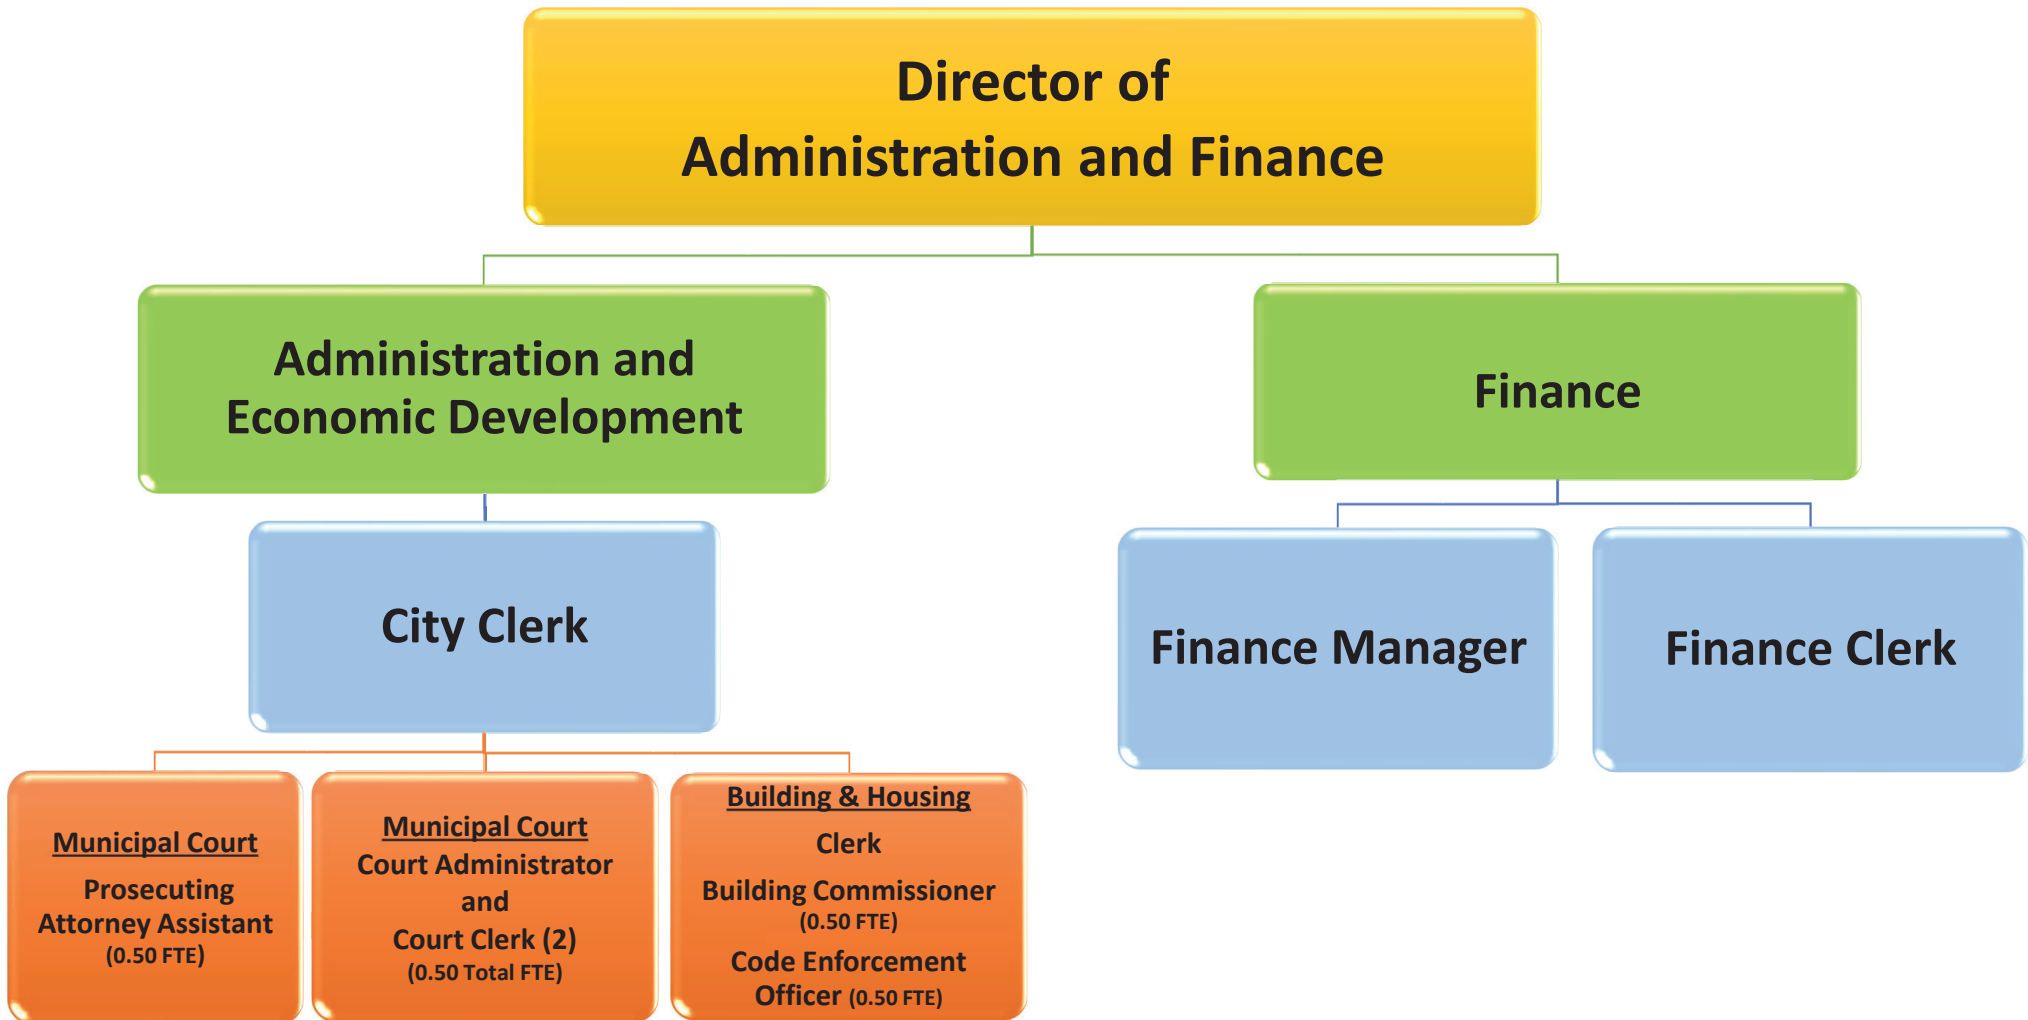 Director of
Administration and Finance
Administration and
Economic Development
Finance
City Clerk
Finance Manager
Finance Clerk
Municipal Court
Prosecuting
Attorney Assistant
(0.50 FTE)
Municipal Court
Court Administrator
and
Court Clerk (2)
(0.50 Total FTE)
Building & Housing
Clerk
Building Commissioner
(0.50 FTE)
Code Enforcement
Officer (0.50 FTE)